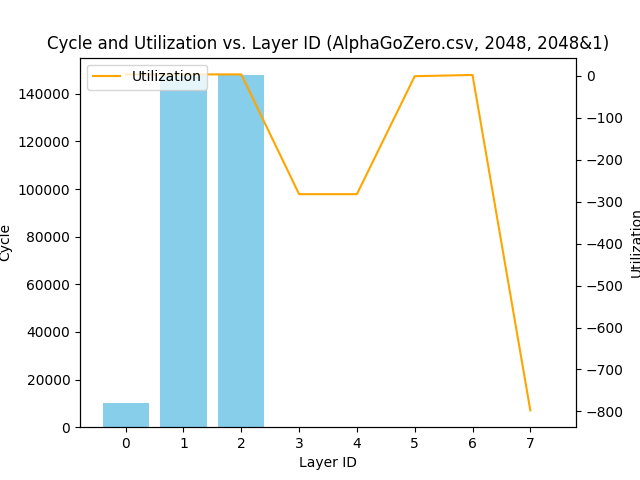 Cycle and Utilization vs. Layer ID (AlphaGoZero.csv, 2048, 2048&1)
Utilization
140000
120000
100000
80000
60000
40000
20000
0
Cycle
0
−100
−200
−300
−400
−500
−600
−700
−800
Utilization
0 1 2 3 4 5 6 7
Layer ID